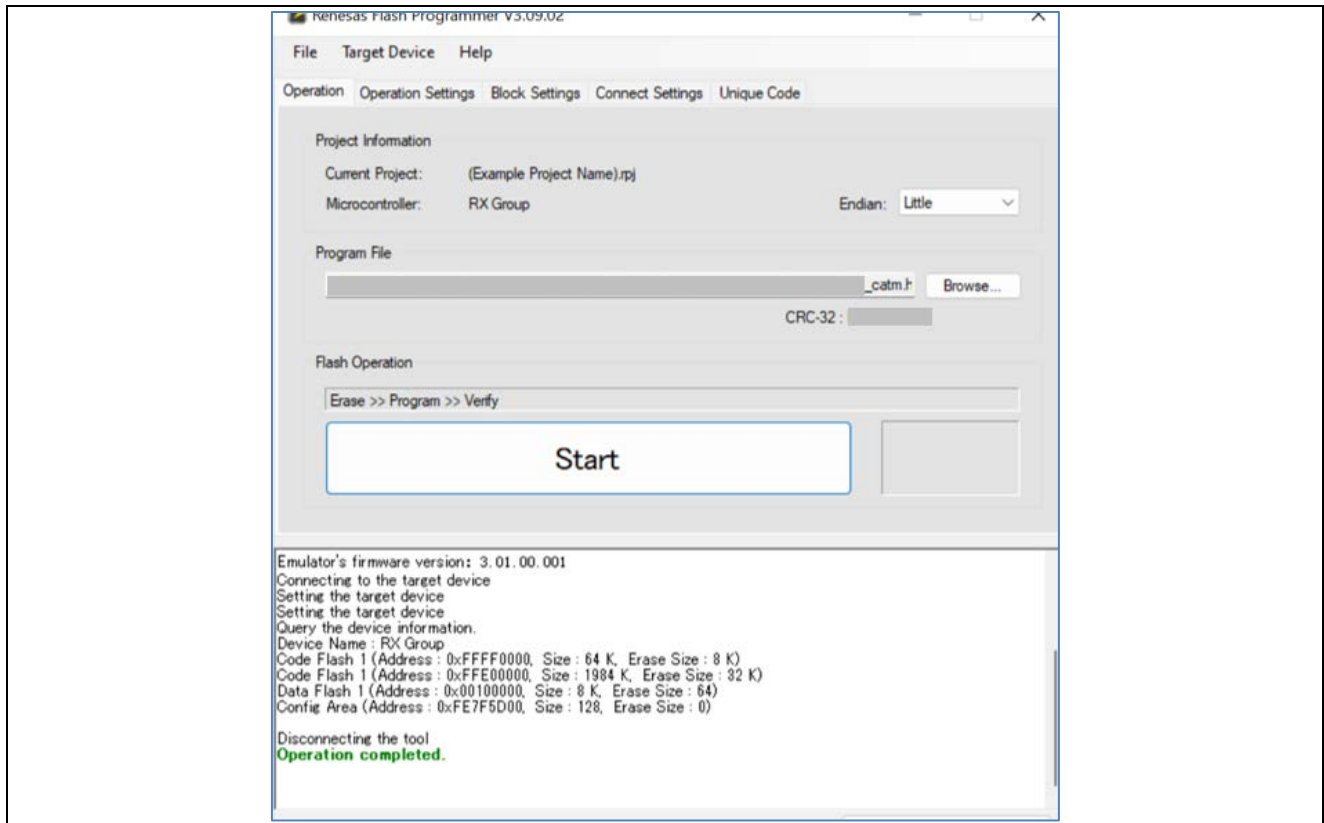 Renesas Flash Programmer V3.09.02
File Target Device Help
Operation Operation Settings Block Settings Connect Settings Unique Code
Project Information
Current Project: (Example Project Name).rpj
Microcontroller: RX Group Endian: Little
Program File
_catm.h Browse...
CRC-32 :
Flash Operation
Erase >> Program >> Verify
Start
Emulator's firmware version: 3.01.00.001
Connecting to the target device
Setting the target device
Setting the target device
Query the device information.
Device Name : RX Group
Code Flash 1 (Address : 0xFFFF0000, Size : 64 K, Erase Size : 8 K)
Code Flash 1 (Address : 0xFFE00000, Size : 1984 K, Erase Size : 32 K)
Data Flash 1 (Address : 0x00100000, Size : 8 K, Erase Size : 64)
Config Area (Address : 0xFE7F5D00, Size : 128, Erase Size : 0)
Disconnecting the tool
Operation completed.